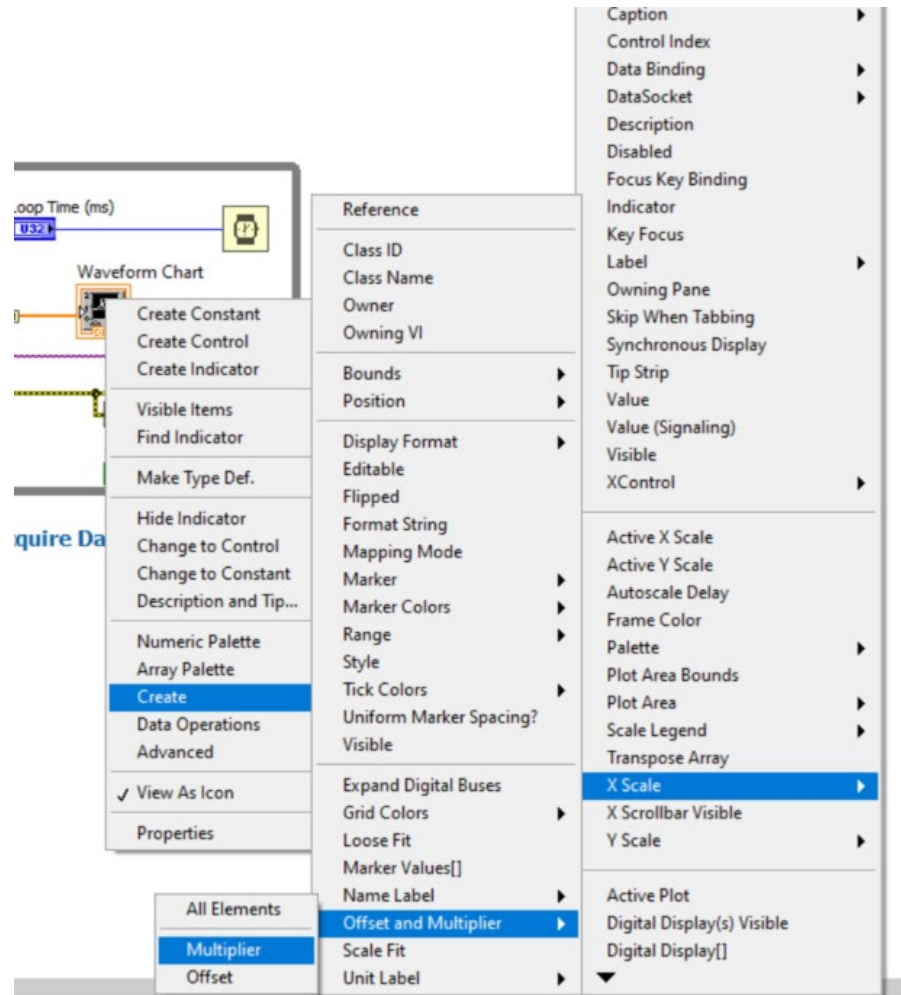 .oop Time (ms)
U32
Waveform Chart
quire Da
Create Constant
Create Control
Create Indicator
Visible Items
Find Indicator
Make Type Def.
Hide Indicator
Change to Control
Change to Constant
Description and Tip...
Numeric Palette
Array Palette
Create
Data Operations
Advanced
View As Icon
Properties
All Elements
Multiplier
Offset
Reference
Class ID
Class Name
Owner
Owning VI
Bounds
Position
Display Format
Editable
Flipped
Format String
Mapping Mode
Marker
Marker Colors
Range
Style
Tick Colors
Uniform Marker Spacing?
Visible
Expand Digital Buses
Grid Colors
Loose Fit
Marker Values[]
Name Label
Offset and Multiplier
Scale Fit
Unit Label
Caption
Control Index
Data Binding
DataSocket
Description
Disabled
Focus Key Binding
Indicator
Key Focus
Label
Owning Pane
Skip When Tabbing
Synchronous Display
Tip Strip
Value
Value (Signaling)
Visible
XControl
Active X Scale
Active Y Scale
Autoscale Delay
Frame Color
Palette
Plot Area Bounds
Plot Area
Scale Legend
Transpose Array
X Scale
X Scrollbar Visible
Y Scale
Active Plot
Digital Display(s) Visible
Digital Display[]